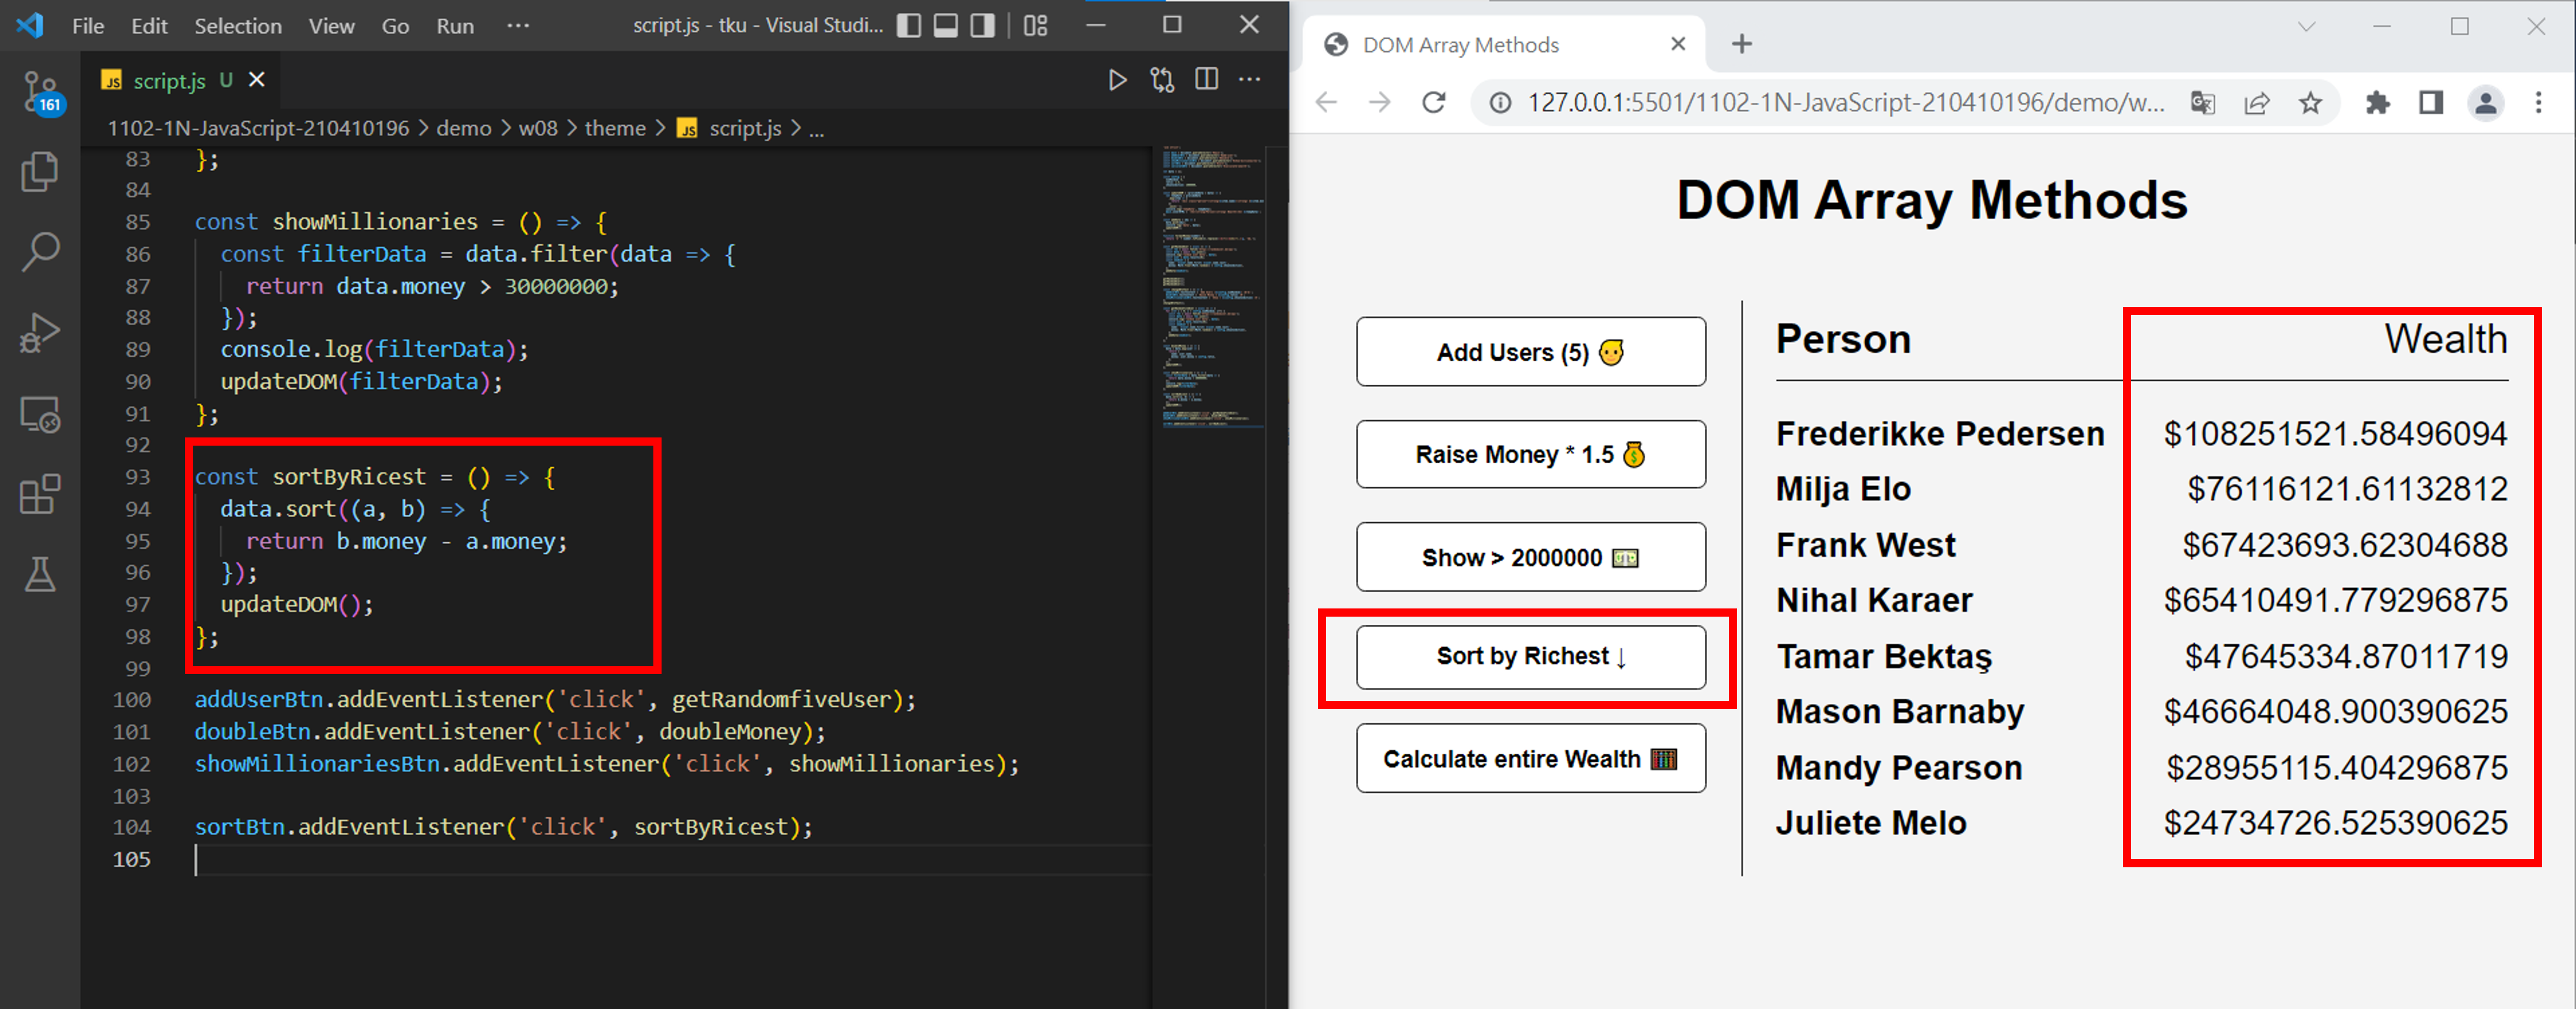 File Edit Selection View Go Run ··· script.js - tku - Visual Studi...
JS script.js U
161
1102-1N-JavaScript-210410196 > demo > w08 > theme > JS script.js > ...
83 };
84
85 const showMillionaries = () => {
86 const filterData = data.filter(data => {
87 return data.money > 30000000;
88 });
89 console.log(filterData);
90 updateDOM(filterData);
91 };
92
93 const sortByRicest = () => {
94 data.sort((a, b) => {
95 return b.money - a.money;
96 });
97 updateDOM();
98 };
99
100 addUserBtn.addEventListener('click', getRandomfiveUser);
101 doubleBtn.addEventListener('click', doubleMoney);
102 showMillionariesBtn.addEventListener('click', showMillionaries);
103
104 sortBtn.addEventListener('click', sortByRicest);
105
DOM Array Methods
127.0.0.1:5501/1102-1N-JavaScript-210410196/demo/w...
DOM Array Methods
Add Users (5) 👱
Raise Money * 1.5 💰
Show > 2000000 💵
Sort by Richest ↓
Calculate entire Wealth 🧮
Person Wealth
Frederikke Pedersen $108251521.58496094
Milja Elo $76116121.61132812
Frank West $67423693.62304688
Nihal Karaer $65410491.779296875
Tamar Bektaş $47645334.87011719
Mason Barnaby $46664048.900390625
Mandy Pearson $28955115.404296875
Juliete Melo $24734726.525390625